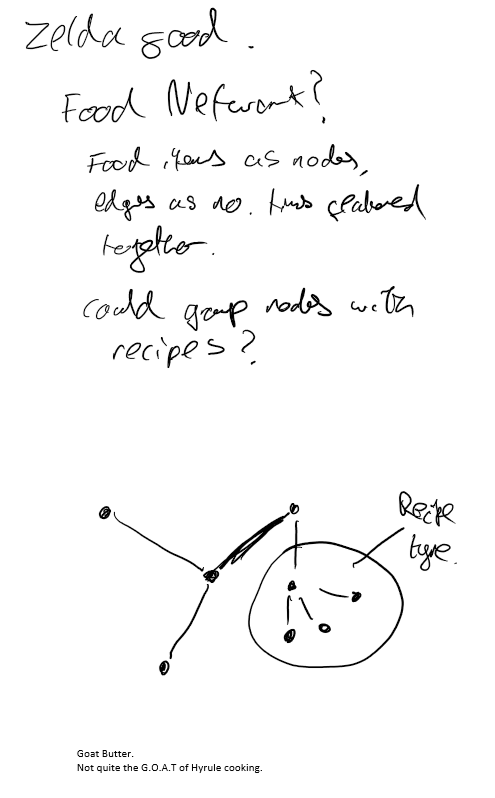 Zelda food.
Food Network?
Food items as nodes,
edges as no. times featured
together.
Could group nodes with
recipes?
Recipe
type.
Goat Butter.
Not quite the G.O.A.T of Hyrule cooking.